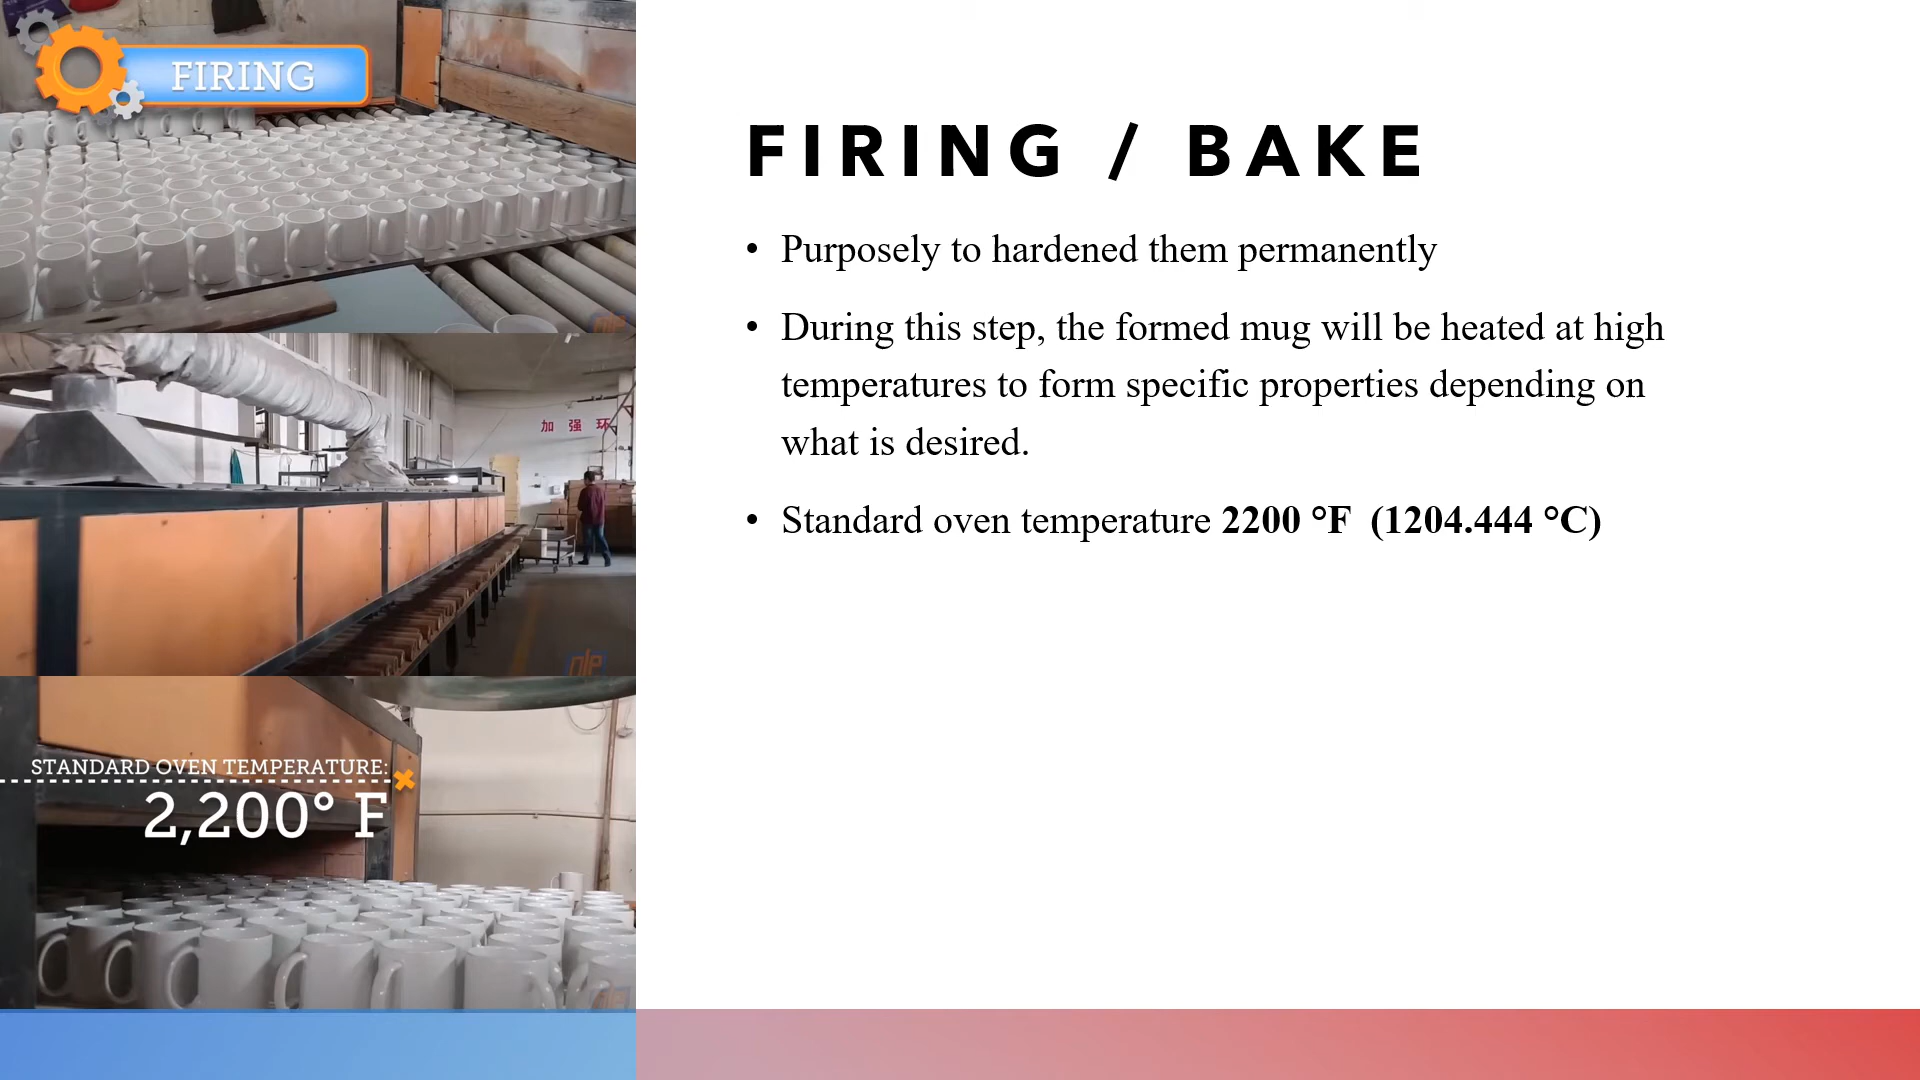 FIRING
FIRING / BAKE
• Purposely to hardened them permanently
• During this step, the formed mug will be heated at high
temperatures to form specific properties depending on
what is desired.
• Standard oven temperature 2200 °F (1204.444 °C)
加 强 环
STANDARD OVEN TEMPERATURE:
2,200° F